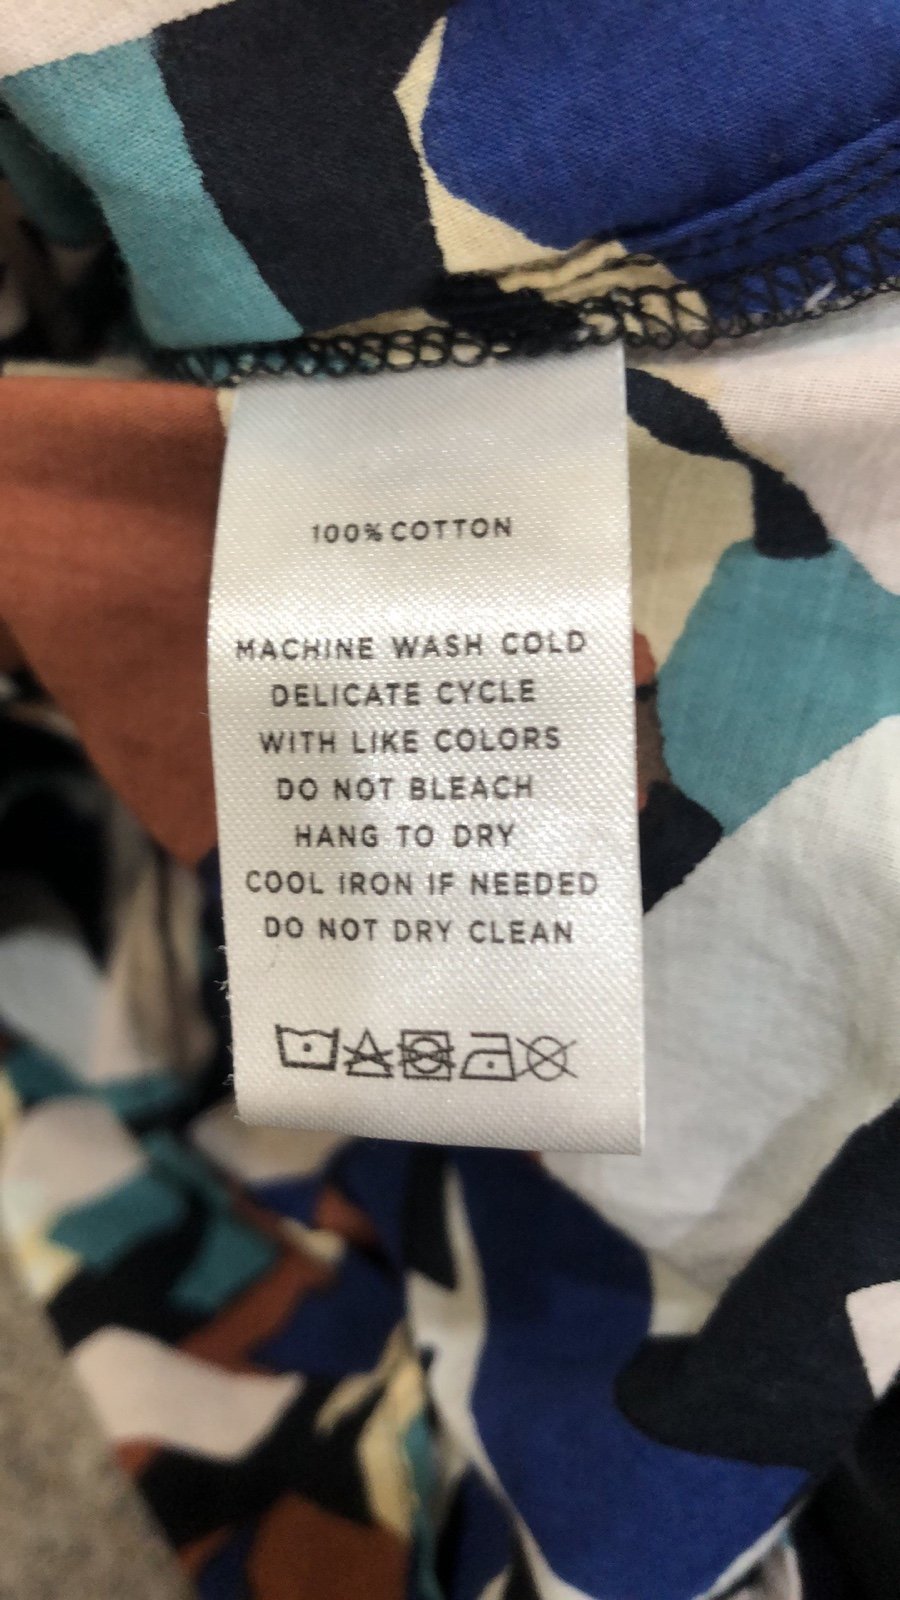 100% COTTON
MACHINE WASH COLD
DELICATE CYCLE
WITH LIKE COLORS
DO NOT BLEACH
HANG TO DRY
COOL IRON IF NEEDED
DO NOT DRY CLEAN